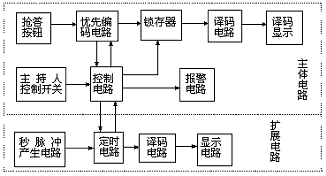 抢答
按钮
优先编
码电路
锁存器
译码
电路
译码
显示
主持人
控制开关
控制
电路
报警
电路
主体电路
秒脉冲
产生电路
定时
电路
译码
电路
显示
电路
扩展电路